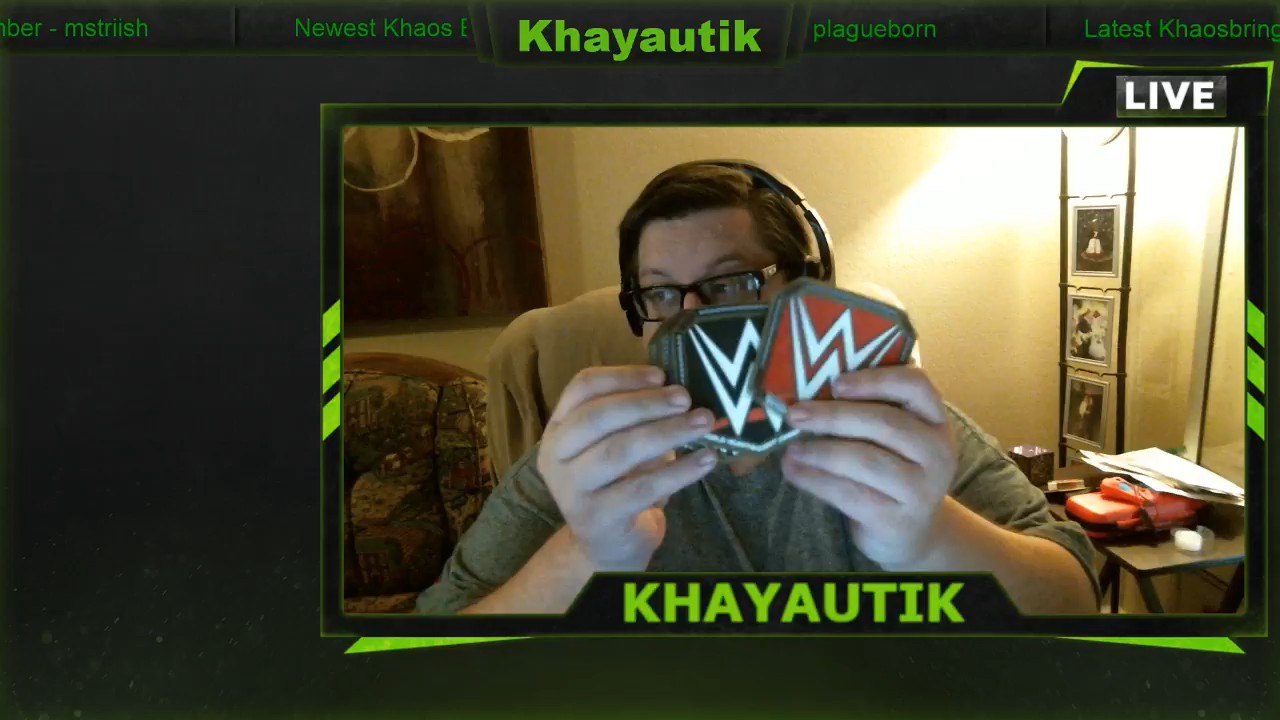 mber - mstriish
Newest Khaos
Khayautik
plagueborn
Latest Khaosbring
LIVE
KHAYAUTIK